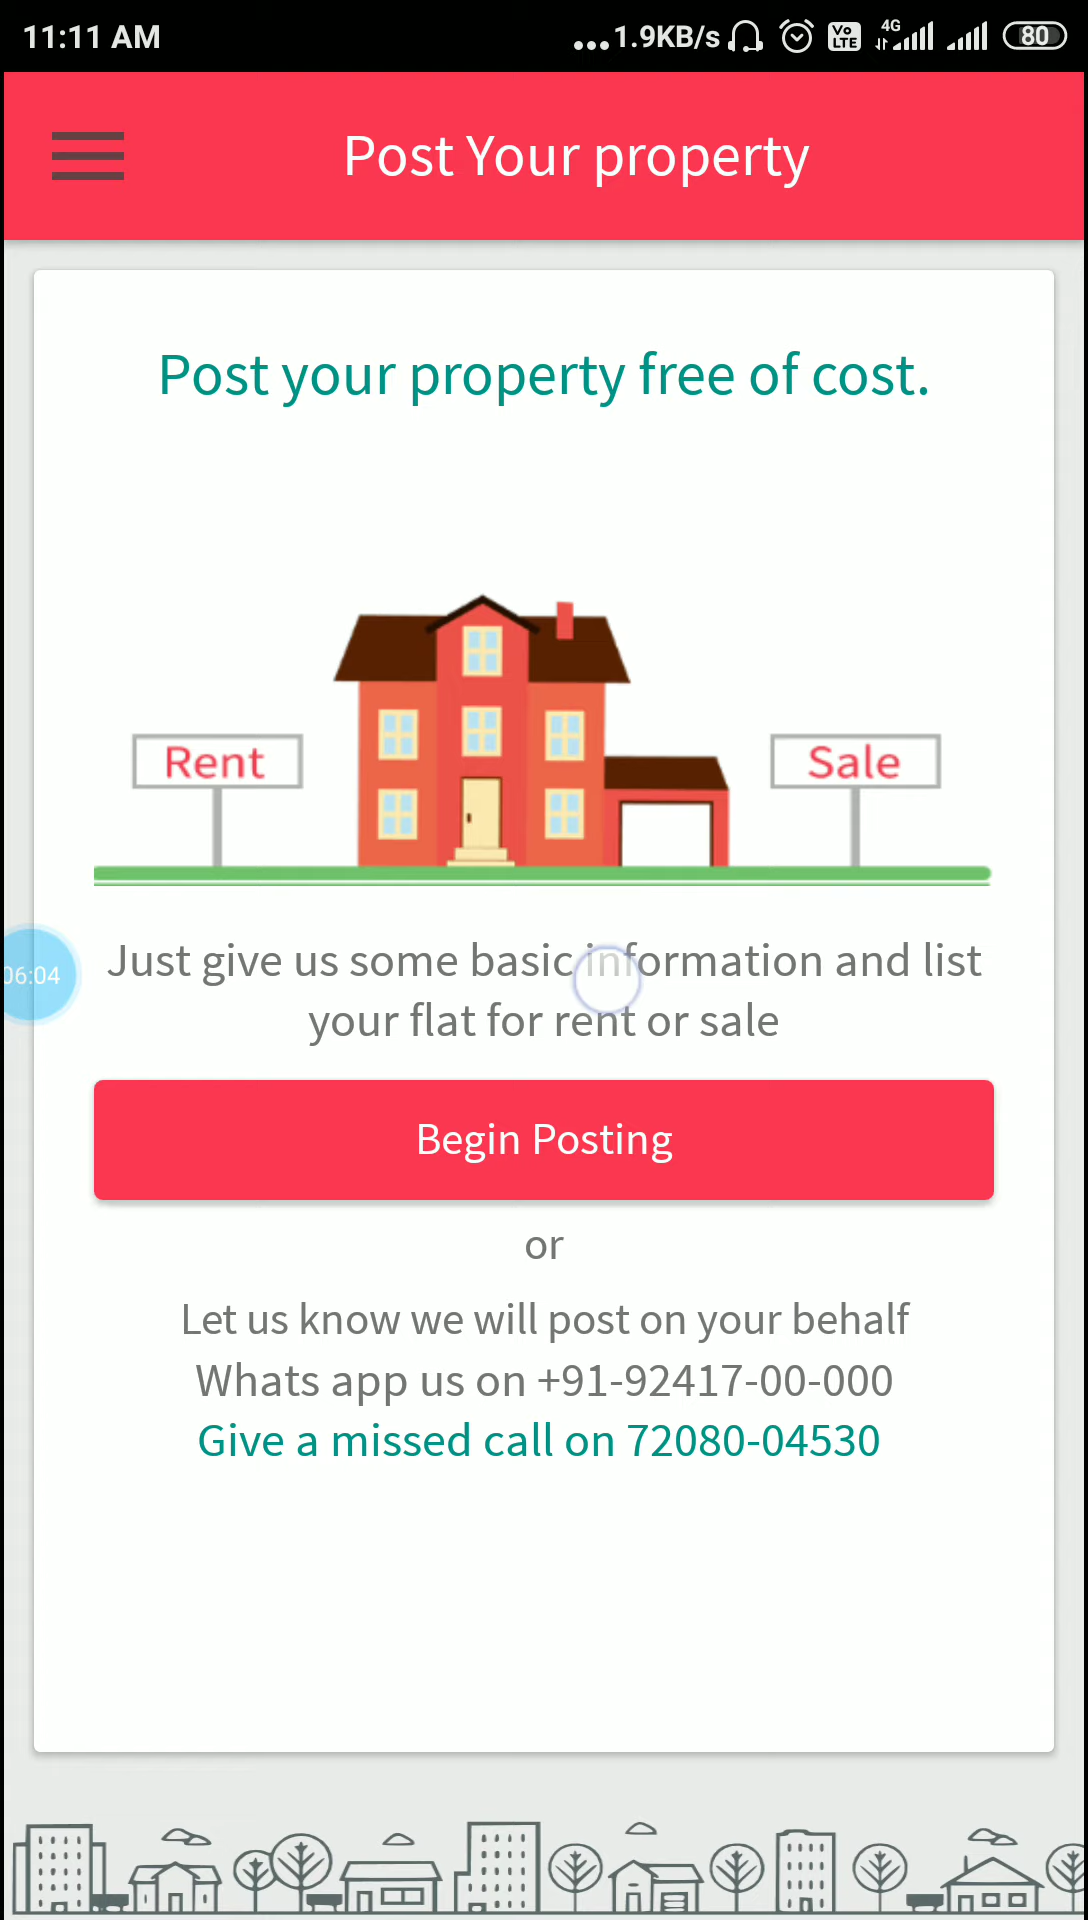 11:11 AM
...1.9KB/s
Vo
LTE
4G
80
Post Your property
Post your property free of cost.
Rent
Sale
06:04
Just give us some basic information and list
your flat for rent or sale
Begin Posting
or
Let us know we will post on your behalf
Whats app us on +91-92417-00-000
Give a missed call on 72080-04530